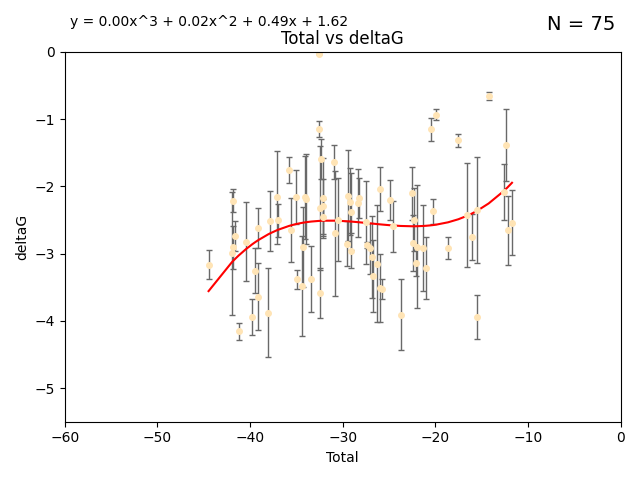 y = 0.00x^3 + 0.02x^2 + 0.49x + 1.62
N = 75
Total vs deltaG
deltaG
0
−1
−2
−3
−4
−5
−60 −50 −40 −30 −20 −10 0
Total